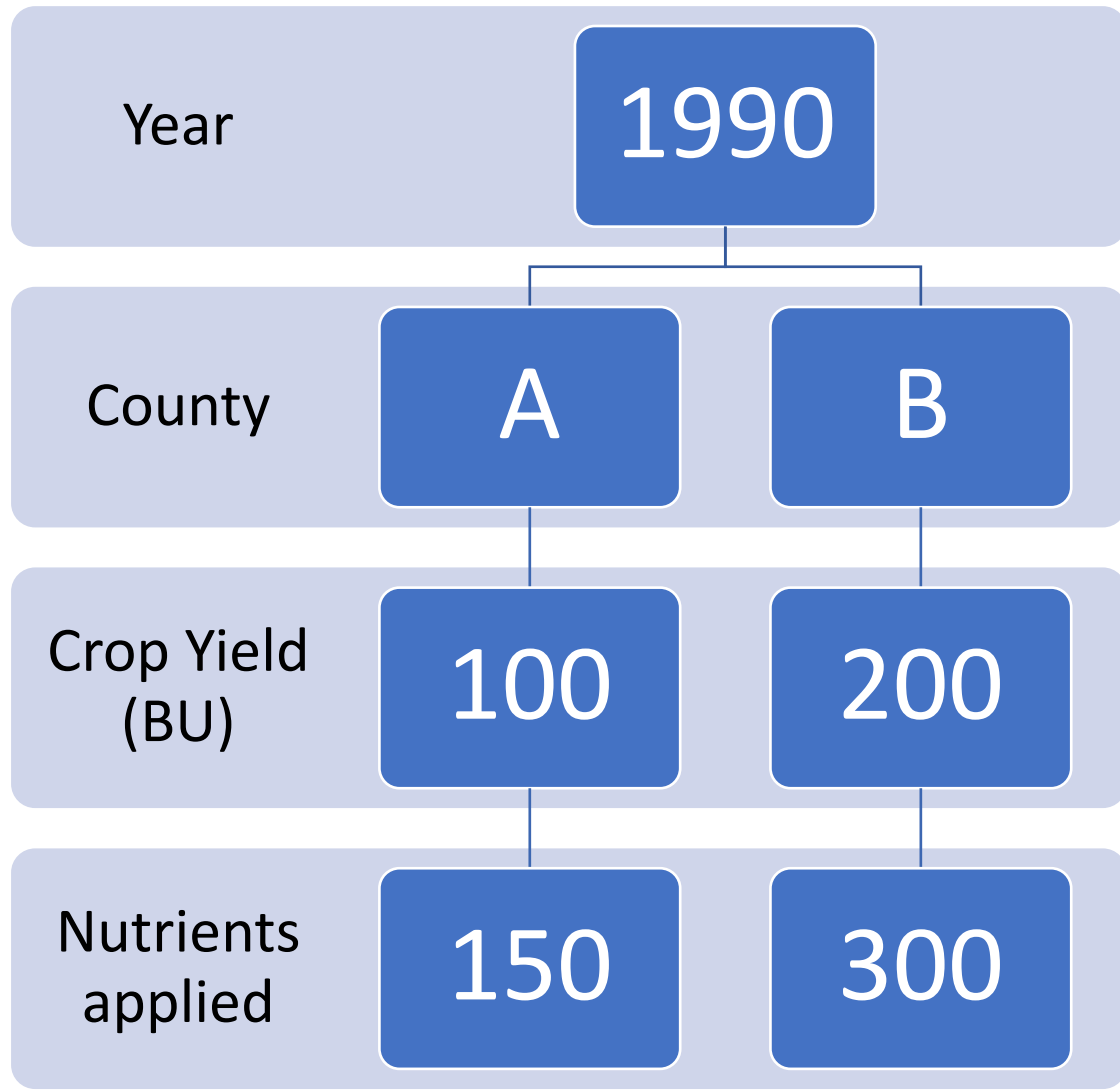 Year
1990
County
A
B
Crop Yield
(BU)
100
200
Nutrients
applied
150
300